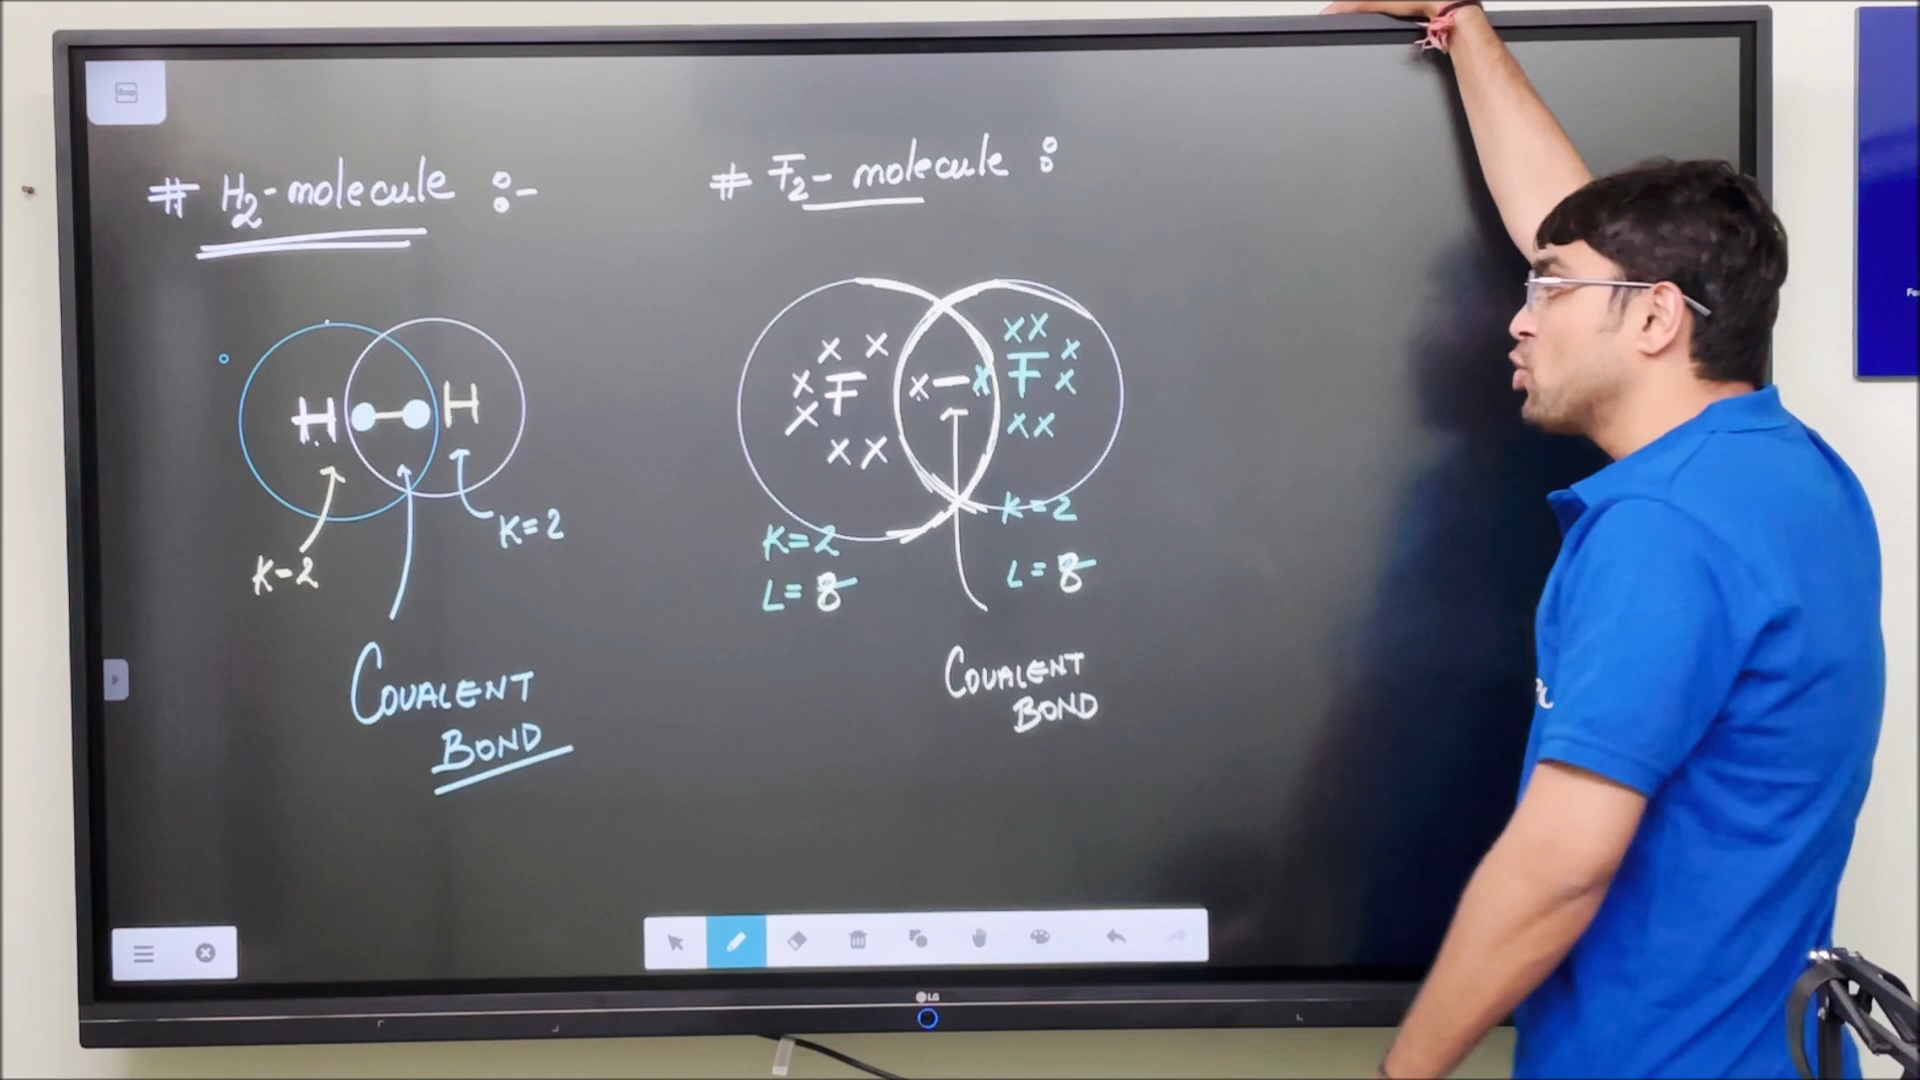 # H2-molecule :-
# F2- molecule :
H H
K=2
K=2
COVALENT
BOND
x x
x F
x
x x
x - x
x x
F x
x
x x
K=2
L=8
K=2
L=8
COVALENT
BOND
LG